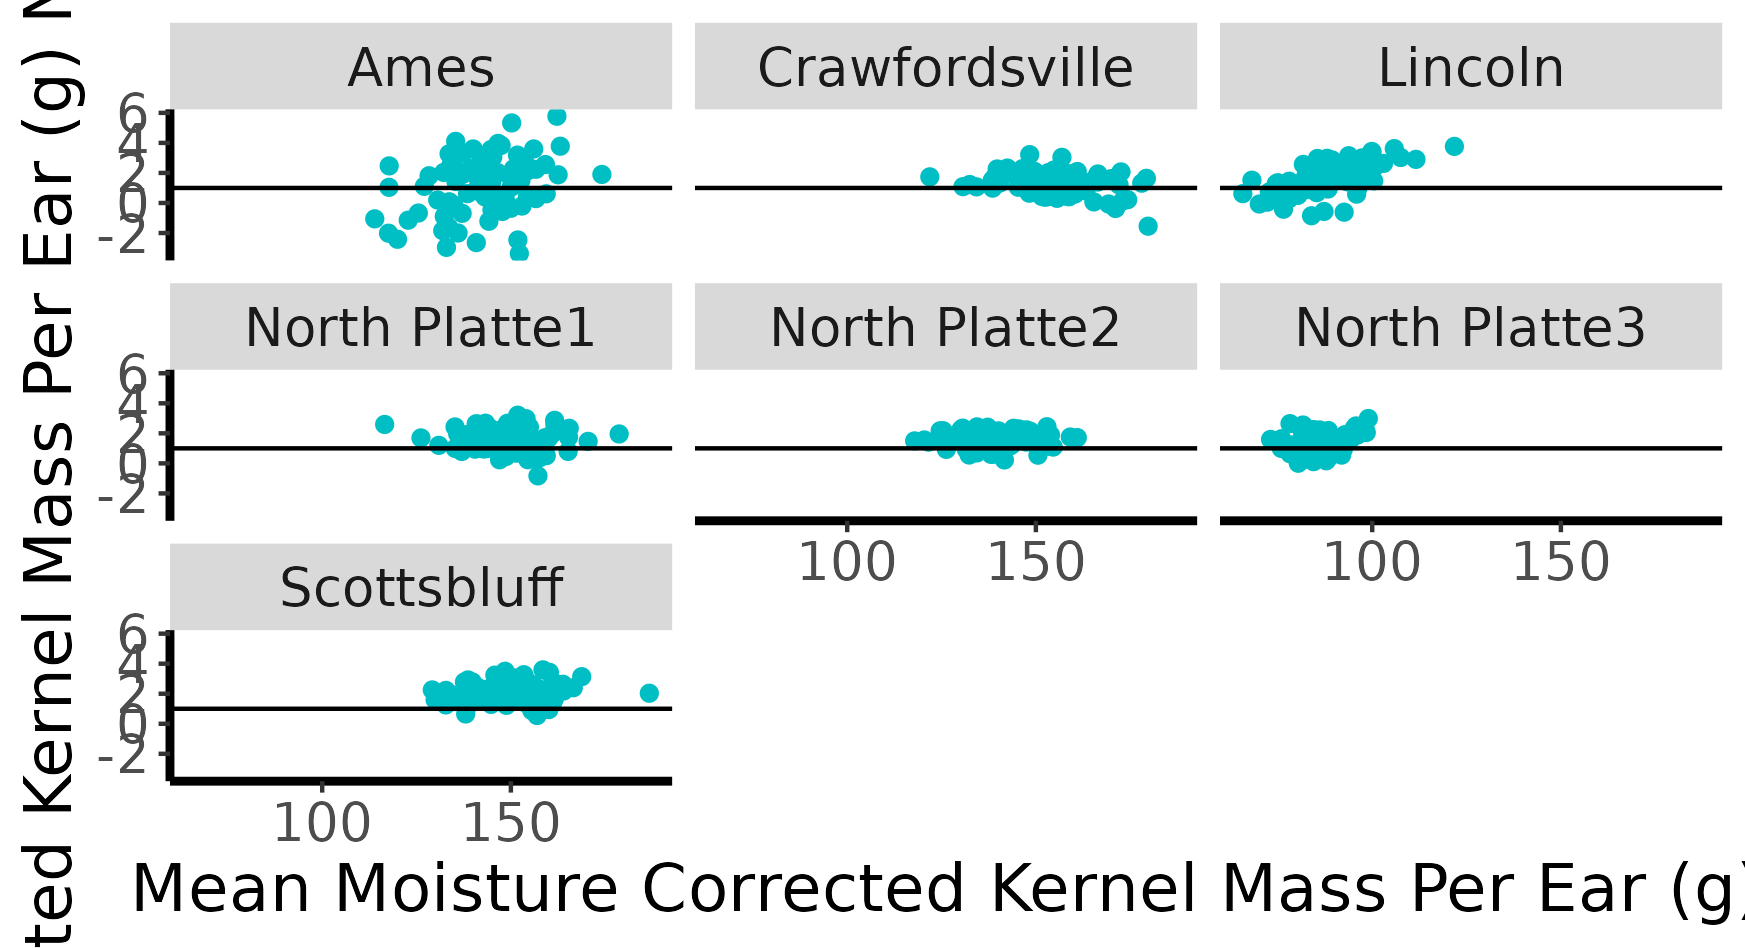 ted Kernel Mass Per Ear (g)
Ames
Crawfordsville
Lincoln
6
4
2
0
-2
North Platte1
North Platte2
North Platte3
6
4
2
0
-2
100 150
100 150
Scottsbluff
6
4
2
0
-2
100 150
Mean Moisture Corrected Kernel Mass Per Ear (g)